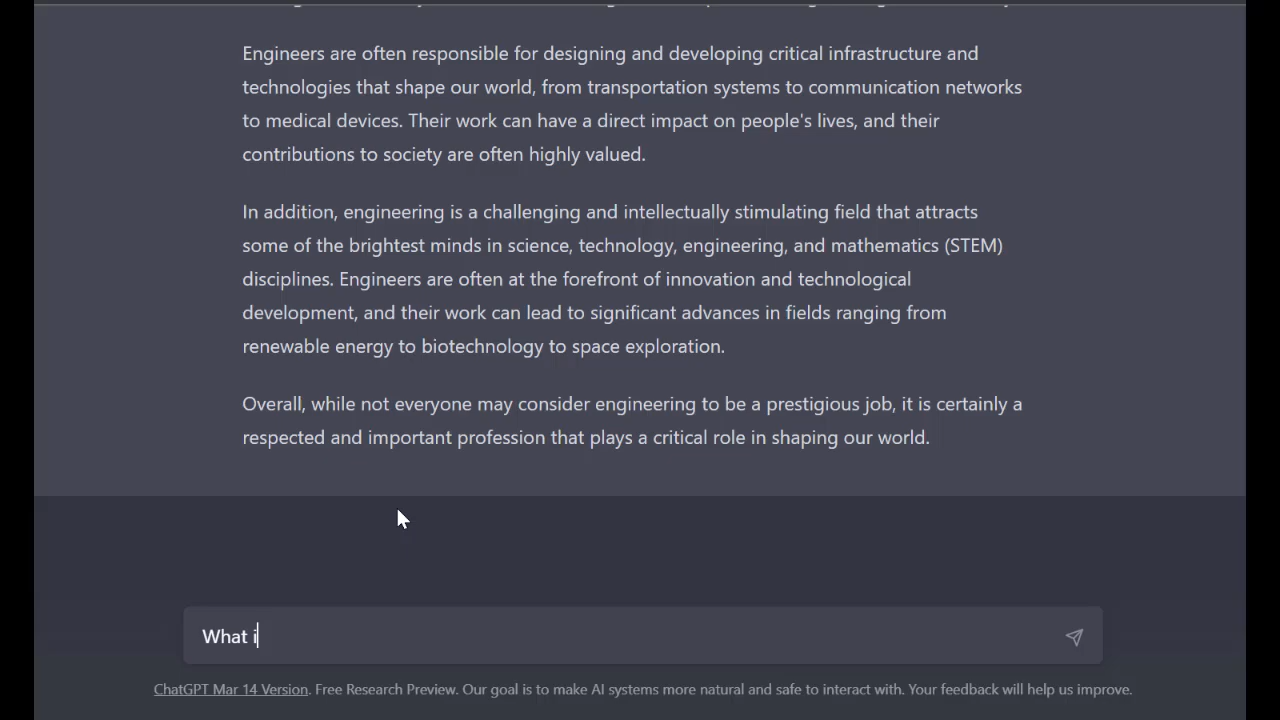 Engineers are often responsible for designing and developing critical infrastructure and
technologies that shape our world, from transportation systems to communication networks
to medical devices. Their work can have a direct impact on people's lives, and their
contributions to society are often highly valued.
In addition, engineering is a challenging and intellectually stimulating field that attracts
some of the brightest minds in science, technology, engineering, and mathematics (STEM)
disciplines. Engineers are often at the forefront of innovation and technological
development, and their work can lead to significant advances in fields ranging from
renewable energy to biotechnology to space exploration.
Overall, while not everyone may consider engineering to be a prestigious job, it is certainly a
respected and important profession that plays a critical role in shaping our world.
What i
ChatGPT Mar 14 Version. Free Research Preview. Our goal is to make AI systems more natural and safe to interact with. Your feedback will help us improve.